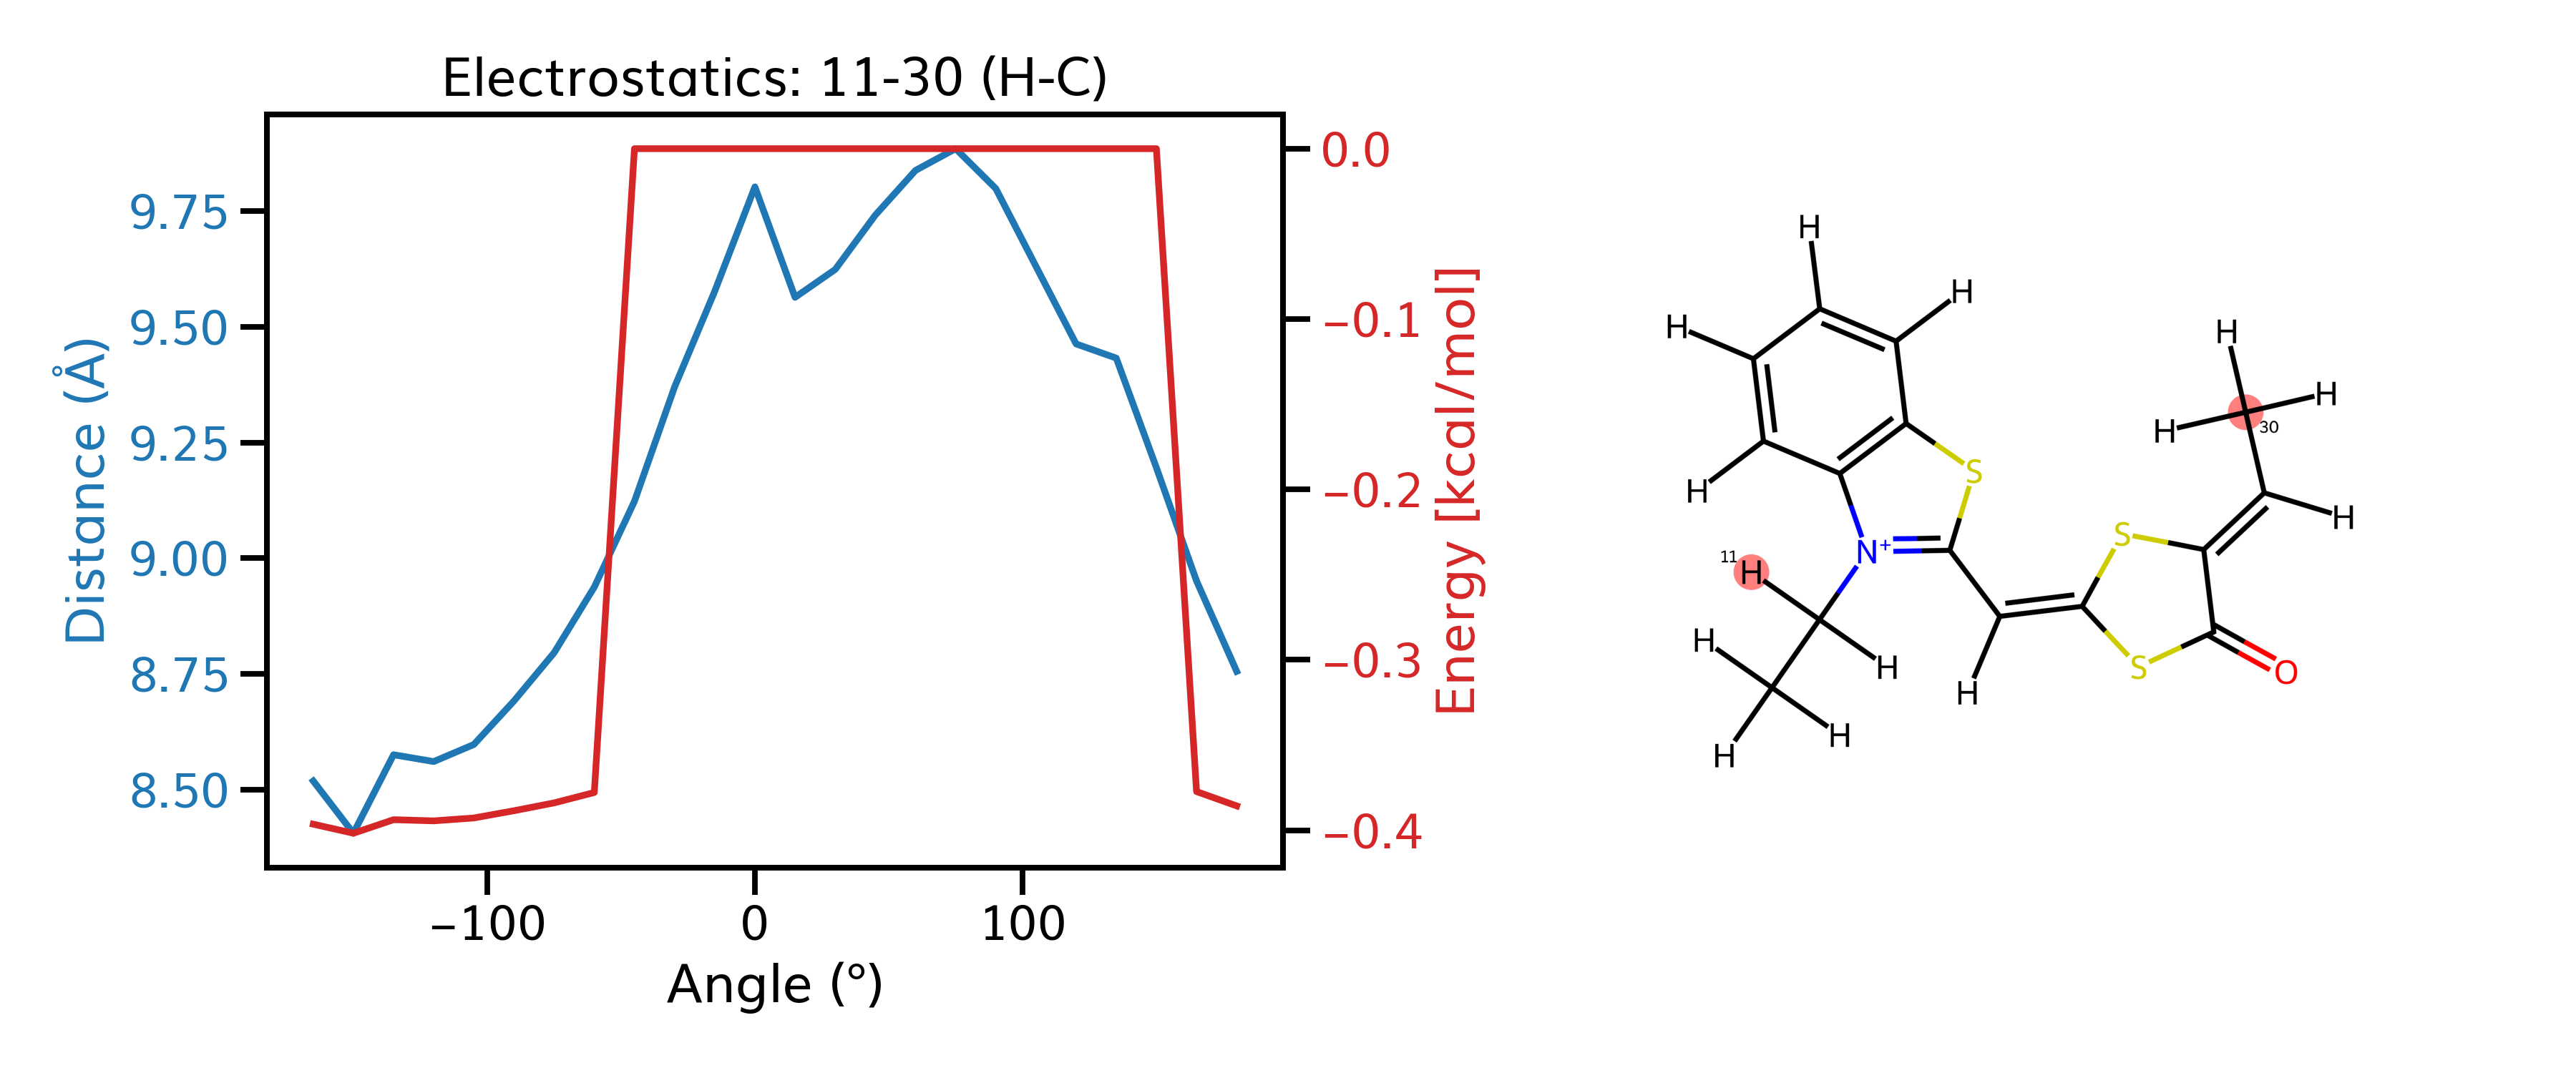 Electrostatics: 11-30 (H-C)
Distance (Å)
9.75
9.50
9.25
9.00
8.75
8.50
−100
0
100
Angle (°)
0.0
−0.1
−0.2
−0.3
−0.4
Energy [kcal/mol]
H
H
H
H
H
H
H
30
S
H
H
S
N+
11
H
H
H
H
S
O
H
H
H